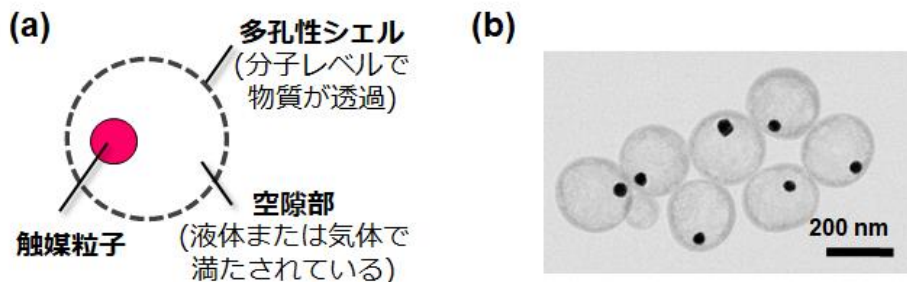 (a)
多孔性シェル
(分子レベルで
物質が透過)
触媒粒子
空隙部
(液体または気体で
満たされている)
(b)
200 nm